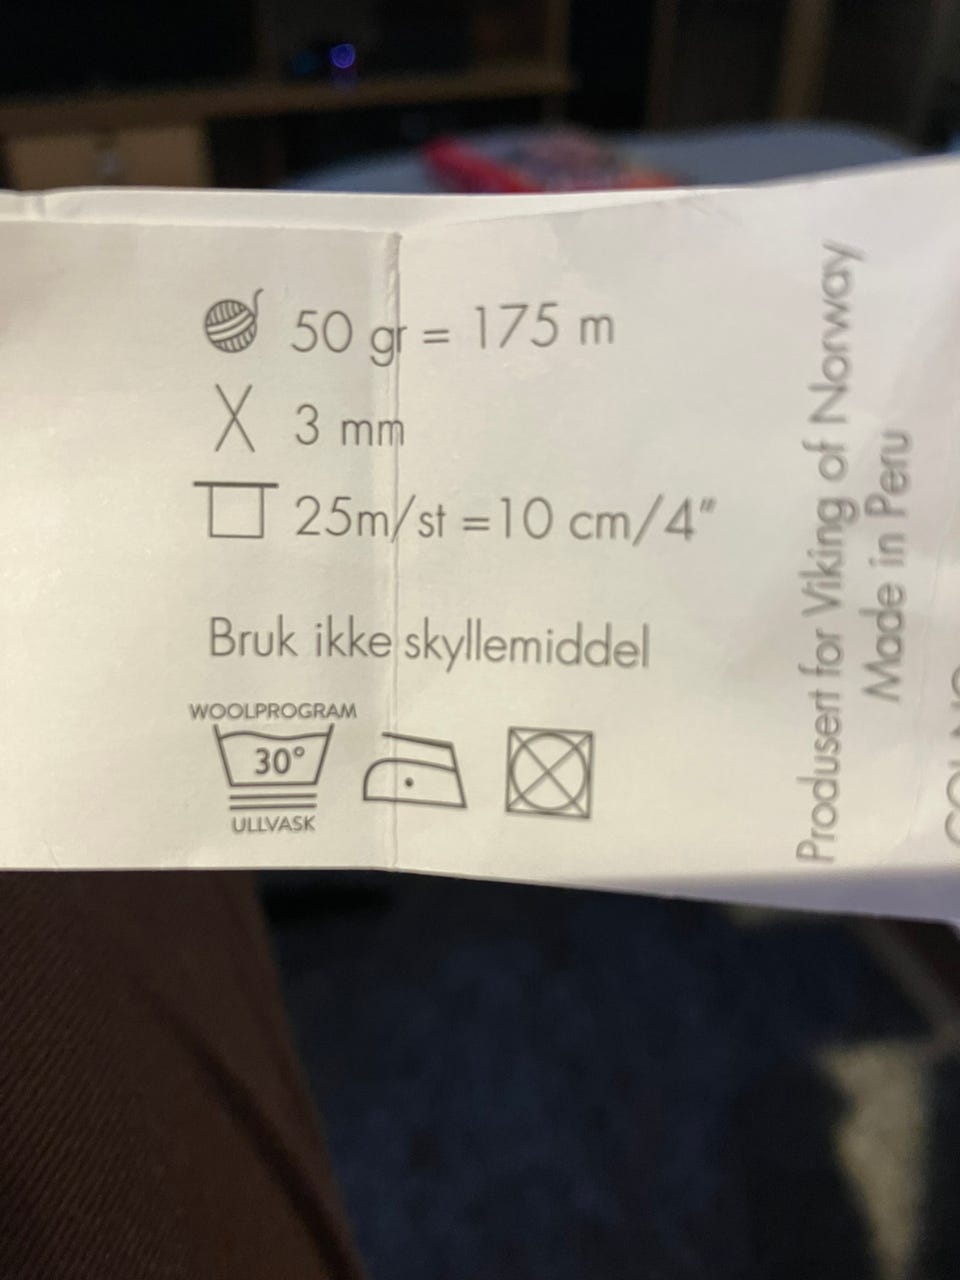 50 gr = 175 m
3 mm
25m/st =10 cm/4"
Bruk ikke skyllemiddel
WOOLPROGRAM
30°
ULLVASK
Produsert for Viking of Norway
Made in Peru